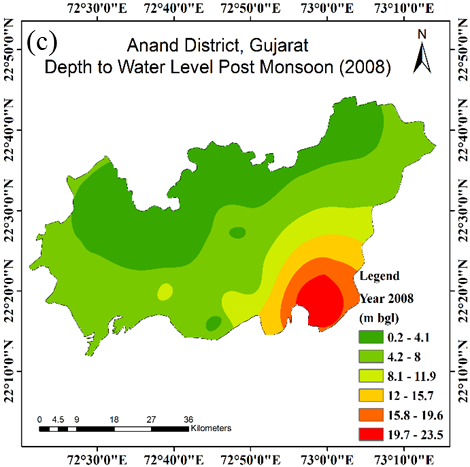 72°30'0"E 72°40'0"E 72°50'0"E 73°0'0"E 73°10'0"E
(c)
Anand District, Gujarat
Depth to Water Level Post Monsoon (2008)
N
22°50'0"N
22°40'0"N
22°30'0"N
22°20'0"N
22°10'0"N
22°50'0"N
22°40'0"N
22°30'0"N
22°20'0"N
22°10'0"N
Legend
Year 2008
(m bgl)
0.2 - 4.1
4.2 - 8
8.1 - 11.9
12 - 15.7
15.8 - 19.6
19.7 - 23.5
0 4.5 9 18 27 36
Kilometers
72°30'0"E 72°40'0"E 72°50'0"E 73°0'0"E 73°10'0"E